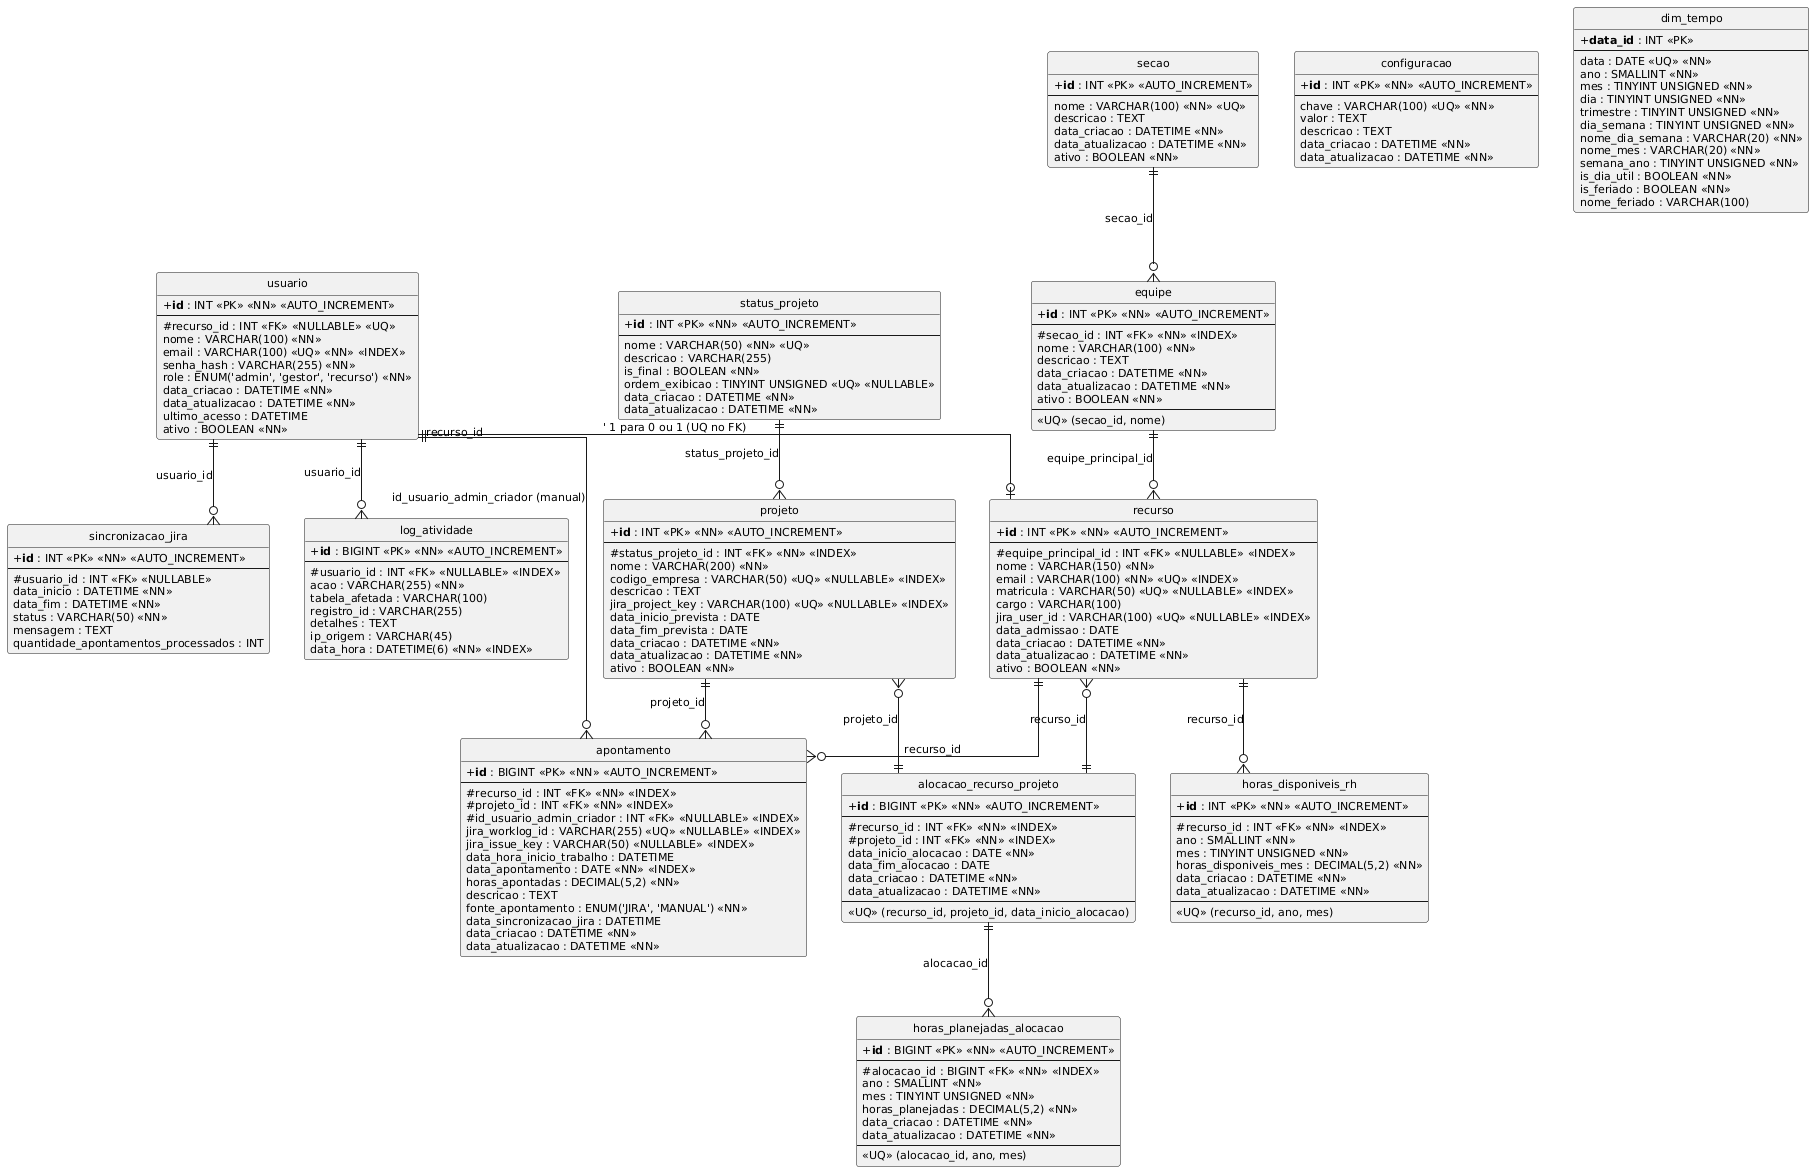 dim_tempo
+data_id : INT «PK»
data : DATE «UQ» «NN»
ano : SMALLINT «NN»
mes : TINYINT UNSIGNED «NN»
dia : TINYINT UNSIGNED «NN»
trimestre : TINYINT UNSIGNED «NN»
dia_semana : TINYINT UNSIGNED «NN»
nome_dia_semana : VARCHAR(20) «NN»
nome_mes : VARCHAR(20) «NN»
semana_ano : TINYINT UNSIGNED «NN»
is_dia_util : BOOLEAN «NN»
is_feriado : BOOLEAN «NN»
nome_feriado : VARCHAR(100)
secao
+id : INT «PK» «AUTO_INCREMENT»
nome : VARCHAR(100) «NN» «UQ»
descricao : TEXT
data_criacao : DATETIME «NN»
data_atualizacao : DATETIME «NN»
ativo : BOOLEAN «NN»
configuracao
+id : INT «PK» «NN» «AUTO_INCREMENT»
chave : VARCHAR(100) «UQ» «NN»
valor : TEXT
descricao : TEXT
data_criacao : DATETIME «NN»
data_atualizacao : DATETIME «NN»
secao_id
usuario
+id : INT «PK» «NN» «AUTO_INCREMENT»
#recurso_id : INT «FK» «NULLABLE» «UQ»
nome : VARCHAR(100) «NN»
email : VARCHAR(100) «UQ» «NN» «INDEX»
senha_hash : VARCHAR(255) «NN»
role : ENUM('admin', 'gestor', 'recurso') «NN»
data_criacao : DATETIME «NN»
data_atualizacao : DATETIME «NN»
ultimo_acesso : DATETIME
ativo : BOOLEAN «NN»
status_projeto
+id : INT «PK» «NN» «AUTO_INCREMENT»
nome : VARCHAR(50) «NN» «UQ»
descricao : VARCHAR(255)
is_final : BOOLEAN «NN»
ordem_exibicao : TINYINT UNSIGNED «UQ» «NULLABLE»
data_criacao : DATETIME «NN»
data_atualizacao : DATETIME «NN»
equipe
+id : INT «PK» «NN» «AUTO_INCREMENT»
#secao_id : INT «FK» «NN» «INDEX»
nome : VARCHAR(100) «NN»
descricao : TEXT
data_criacao : DATETIME «NN»
data_atualizacao : DATETIME «NN»
ativo : BOOLEAN «NN»
«UQ» (secao_id, nome)
recurso_id
' 1 para 0 ou 1 (UQ no FK)
usuario_id
usuario_id
status_projeto_id
equipe_principal_id
id_usuario_admin_criador (manual)
sincronizacao_jira
+id : INT «PK» «NN» «AUTO_INCREMENT»
#usuario_id : INT «FK» «NULLABLE»
data_inicio : DATETIME «NN»
data_fim : DATETIME «NN»
status : VARCHAR(50) «NN»
mensagem : TEXT
quantidade_apontamentos_processados : INT
log_atividade
+id : BIGINT «PK» «NN» «AUTO_INCREMENT»
#usuario_id : INT «FK» «NULLABLE» «INDEX»
acao : VARCHAR(255) «NN»
tabela_afetada : VARCHAR(100)
registro_id : VARCHAR(255)
detalhes : TEXT
ip_origem : VARCHAR(45)
data_hora : DATETIME(6) «NN» «INDEX»
projeto
+id : INT «PK» «NN» «AUTO_INCREMENT»
#status_projeto_id : INT «FK» «NN» «INDEX»
nome : VARCHAR(200) «NN»
codigo_empresa : VARCHAR(50) «UQ» «NULLABLE» «INDEX»
descricao : TEXT
jira_project_key : VARCHAR(100) «UQ» «NULLABLE» «INDEX»
data_inicio_prevista : DATE
data_fim_prevista : DATE
data_criacao : DATETIME «NN»
data_atualizacao : DATETIME «NN»
ativo : BOOLEAN «NN»
recurso
+id : INT «PK» «NN» «AUTO_INCREMENT»
#equipe_principal_id : INT «FK» «NULLABLE» «INDEX»
nome : VARCHAR(150) «NN»
email : VARCHAR(100) «NN» «UQ» «INDEX»
matricula : VARCHAR(50) «UQ» «NULLABLE» «INDEX»
cargo : VARCHAR(100)
jira_user_id : VARCHAR(100) «UQ» «NULLABLE» «INDEX»
data_admissao : DATE
data_criacao : DATETIME «NN»
data_atualizacao : DATETIME «NN»
ativo : BOOLEAN «NN»
projeto_id
projeto_id
recurso_id
recurso_id
recurso_id
apontamento
+id : BIGINT «PK» «NN» «AUTO_INCREMENT»
#recurso_id : INT «FK» «NN» «INDEX»
#projeto_id : INT «FK» «NN» «INDEX»
#id_usuario_admin_criador : INT «FK» «NULLABLE» «INDEX»
jira_worklog_id : VARCHAR(255) «UQ» «NULLABLE» «INDEX»
jira_issue_key : VARCHAR(50) «NULLABLE» «INDEX»
data_hora_inicio_trabalho : DATETIME
data_apontamento : DATE «NN» «INDEX»
horas_apontadas : DECIMAL(5,2) «NN»
descricao : TEXT
fonte_apontamento : ENUM('JIRA', 'MANUAL') «NN»
data_sincronizacao_jira : DATETIME
data_criacao : DATETIME «NN»
data_atualizacao : DATETIME «NN»
alocacao_recurso_projeto
+id : BIGINT «PK» «NN» «AUTO_INCREMENT»
#recurso_id : INT «FK» «NN» «INDEX»
#projeto_id : INT «FK» «NN» «INDEX»
data_inicio_alocacao : DATE «NN»
data_fim_alocacao : DATE
data_criacao : DATETIME «NN»
data_atualizacao : DATETIME «NN»
«UQ» (recurso_id, projeto_id, data_inicio_alocacao)
horas_disponiveis_rh
+id : INT «PK» «NN» «AUTO_INCREMENT»
#recurso_id : INT «FK» «NN» «INDEX»
ano : SMALLINT «NN»
mes : TINYINT UNSIGNED «NN»
horas_disponiveis_mes : DECIMAL(5,2) «NN»
data_criacao : DATETIME «NN»
data_atualizacao : DATETIME «NN»
«UQ» (recurso_id, ano, mes)
alocacao_id
horas_planejadas_alocacao
+id : BIGINT «PK» «NN» «AUTO_INCREMENT»
#alocacao_id : BIGINT «FK» «NN» «INDEX»
ano : SMALLINT «NN»
mes : TINYINT UNSIGNED «NN»
horas_planejadas : DECIMAL(5,2) «NN»
data_criacao : DATETIME «NN»
data_atualizacao : DATETIME «NN»
«UQ» (alocacao_id, ano, mes)